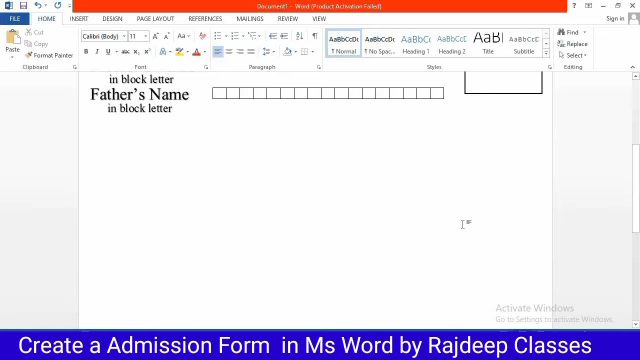 Document1 - Word (Product Activation Failed)
Sign in
FILE HOME INSERT DESIGN PAGE LAYOUT REFERENCES MAILINGS REVIEW VIEW
Cut
Copy
Format Painter
Paste
Clipboard
Calibri (Body) 11
Font
Paragraph
AaBbCcDc AaBbCcDc AaBbCc AaBbCc AaB AaBbCcD
¶ Normal ¶ No Spac... Heading 1 Heading 2 Title Subtitle
Styles
Find
Replace
Select
Editing
in block letter
Father's Name
in block letter
Activate Windows
Go to Settings to activate Windows.
Create a Admission Form in Ms Word by Rajdeep Classes